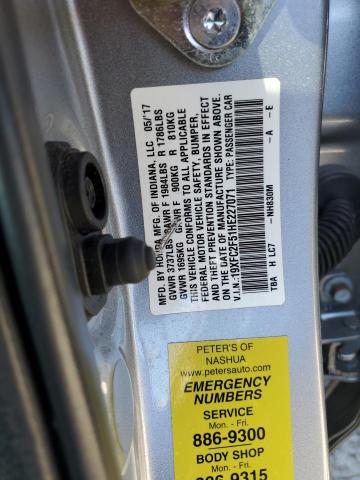 MFD. BY HONDA MFG. OF INDIANA, LLC 05/'17
GVWR 3737LBS GAWR F 1984LBS R 1786LBS
GVWR 1695KG GAWR F 900KG R 810KG
THIS VEHICLE CONFORMS TO ALL APPLICABLE
FEDERAL MOTOR VEHICLE SAFETY, BUMPER,
AND THEFT PREVENTION STANDARDS IN EFFECT
ON THE DATE OF MANUFACTURE SHOWN ABOVE.
V.I.N.:19XFC2F51HE227071 TYPE: PASSENGER CAR
TBA H LC7 -NH830M -A -E
PETER'S OF
NASHUA
www.petersauto.com
EMERGENCY
NUMBERS
SERVICE
Mon. - Fri.
886-9300
BODY SHOP
Mon. - Fri.
886-9315